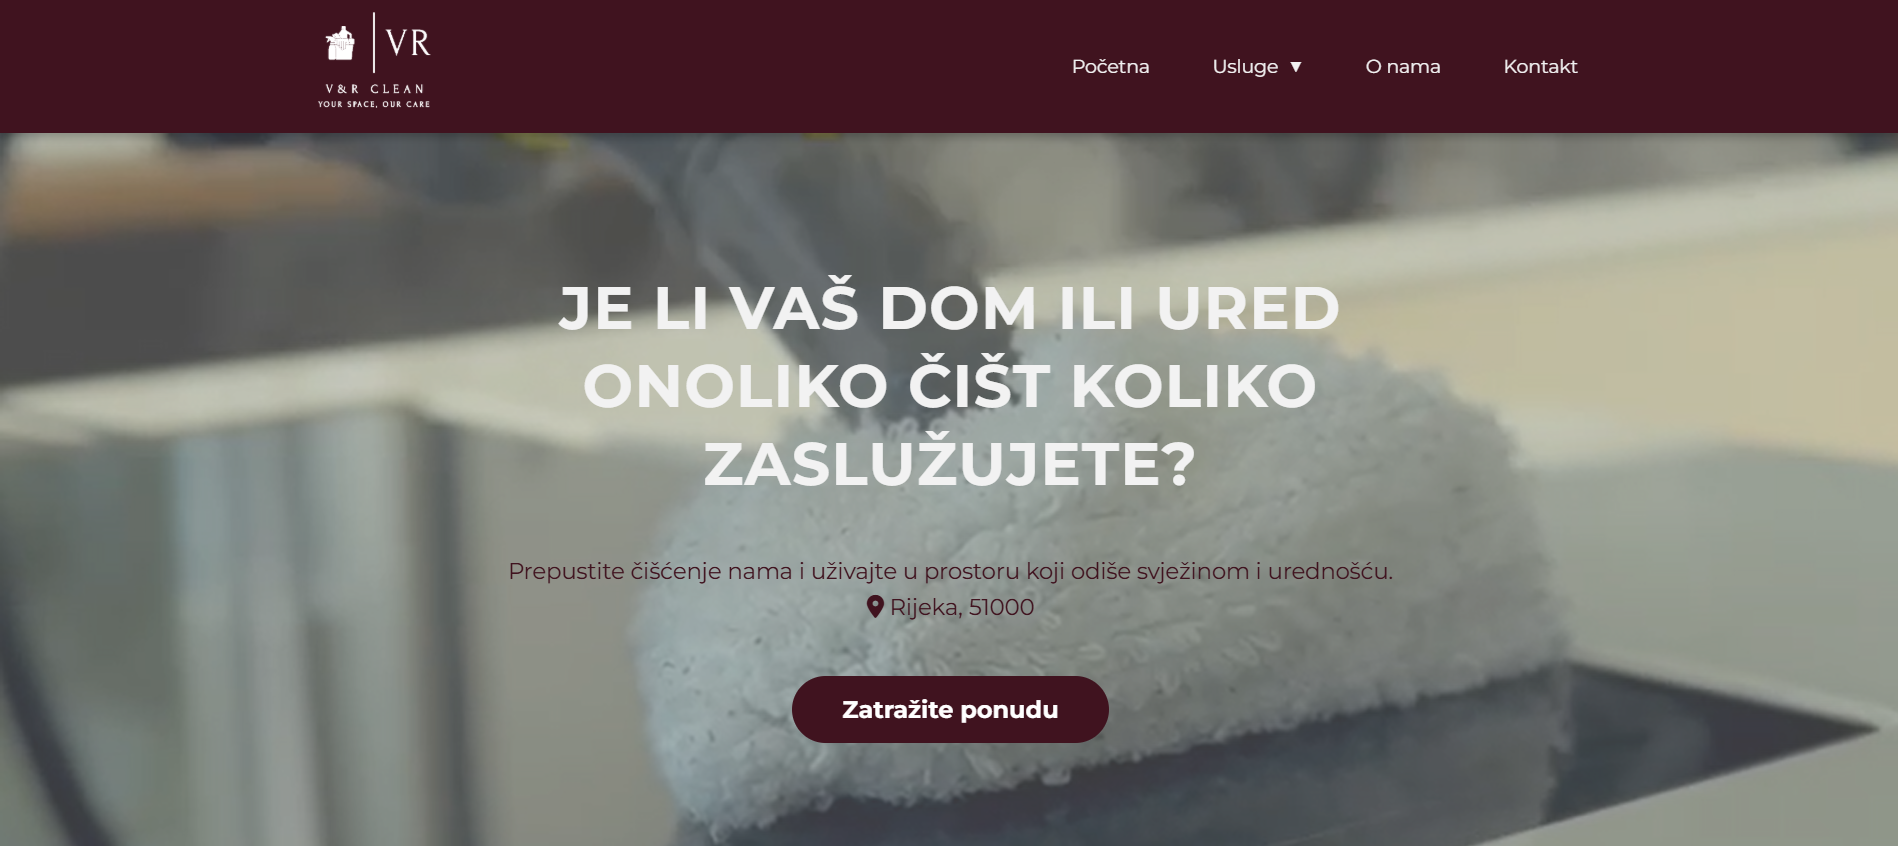 VR
V&R CLEAN
YOUR SPACE, OUR CARE
Početna
Usluge ▼
O nama
Kontakt
JE LI VAŠ DOM ILI URED
ONOLIKO ČIŠT KOLIKO
ZASLUŽUJETE?
Prepustite čišćenje nama i uživajte u prostoru koji odiše svježinom i urednošću.
Rijeka, 51000
Zatražite ponudu